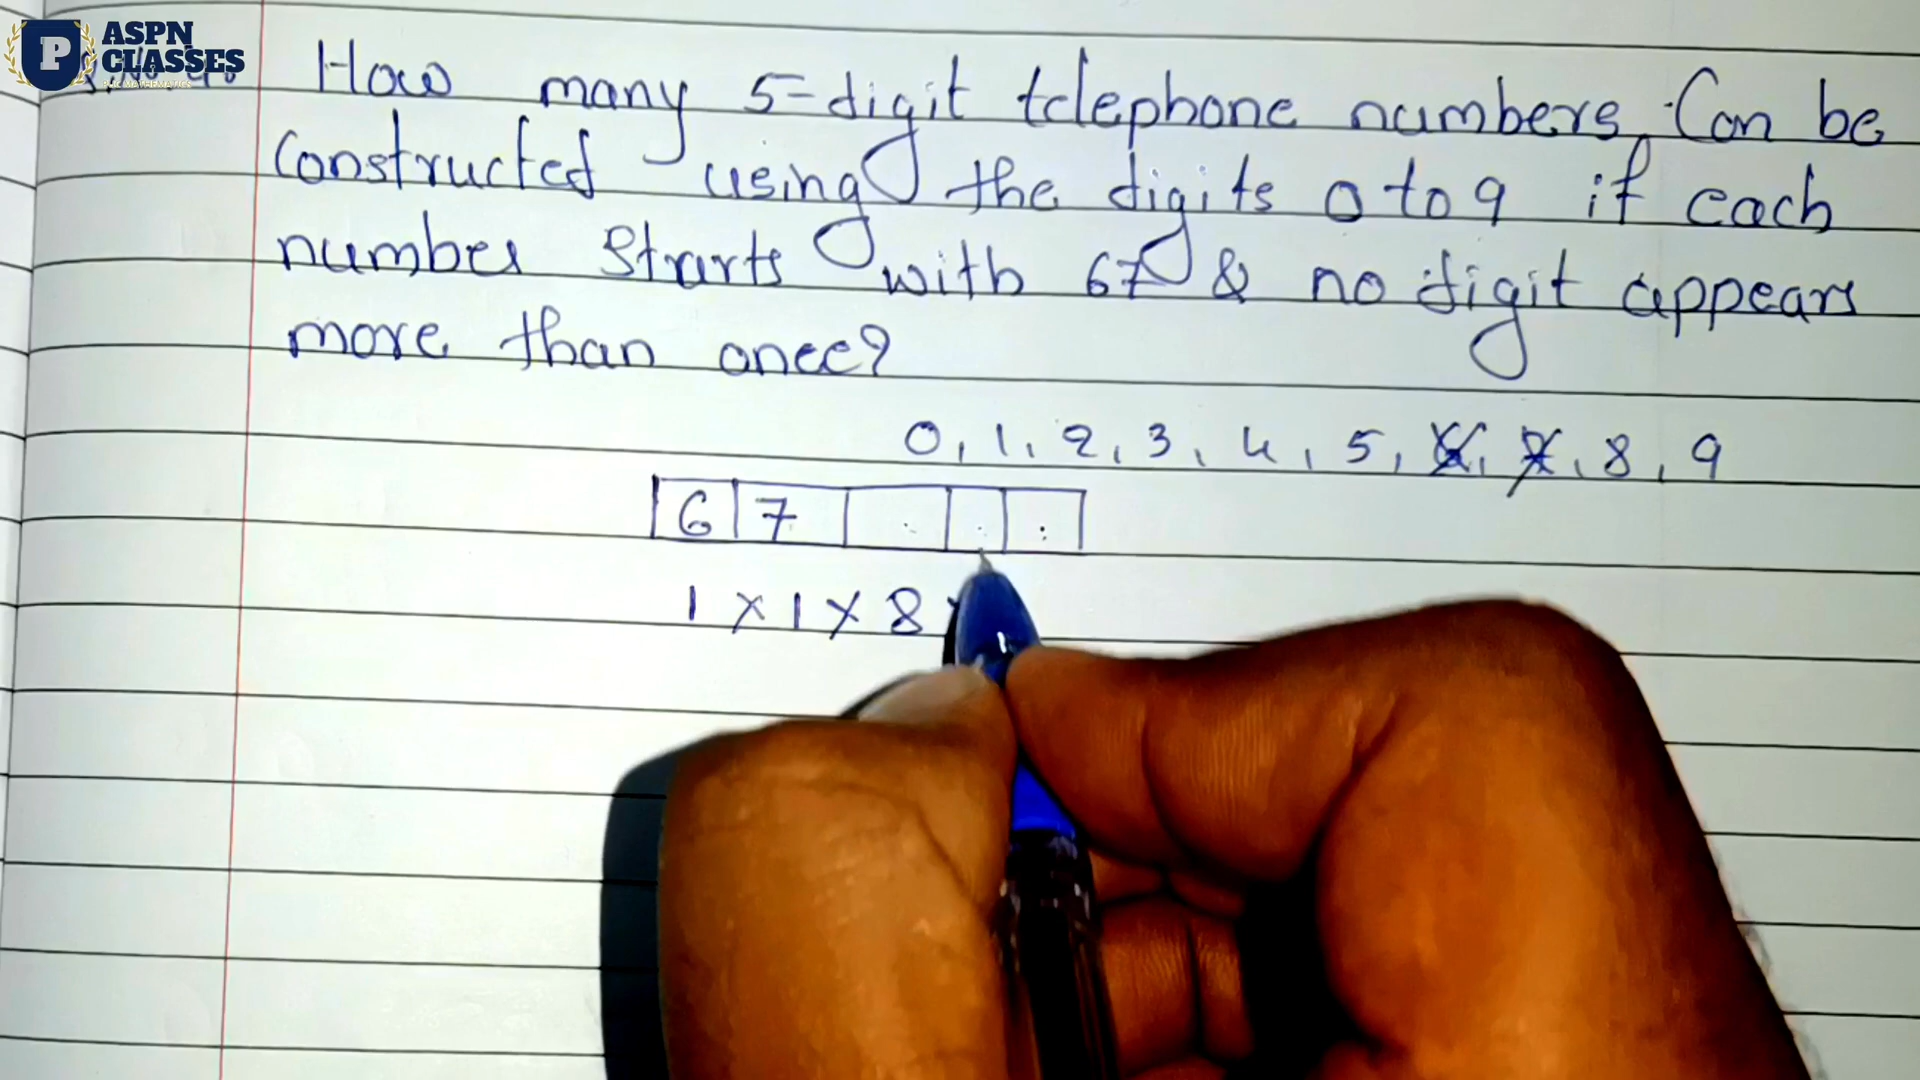 ASPN
CLASSES
How many 5-digit telephone numbers can be
constructed using the digits 0 to 9 if each
number starts with 67 & no digit appears
more than once?
0, 1, 2, 3, 4, 5, 6, 7, 8, 9
6 7 . . .
1 × 1 × 8